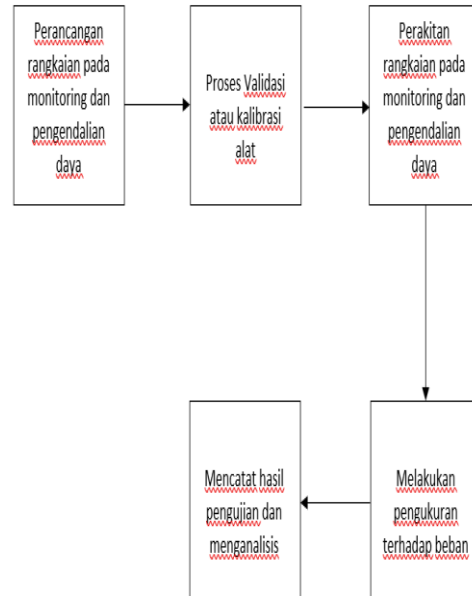 Perancangan
rangkaian pada
monitoring dan
pengendalian
daya
Proses Validasi
atau kalibrasi
alat
Perakitan
rangkaian pada
monitoring dan
pengendalian
daya
Melakukan
pengukuran
terhadap beban
Mencatat hasil
pengujian dan
menganalisis